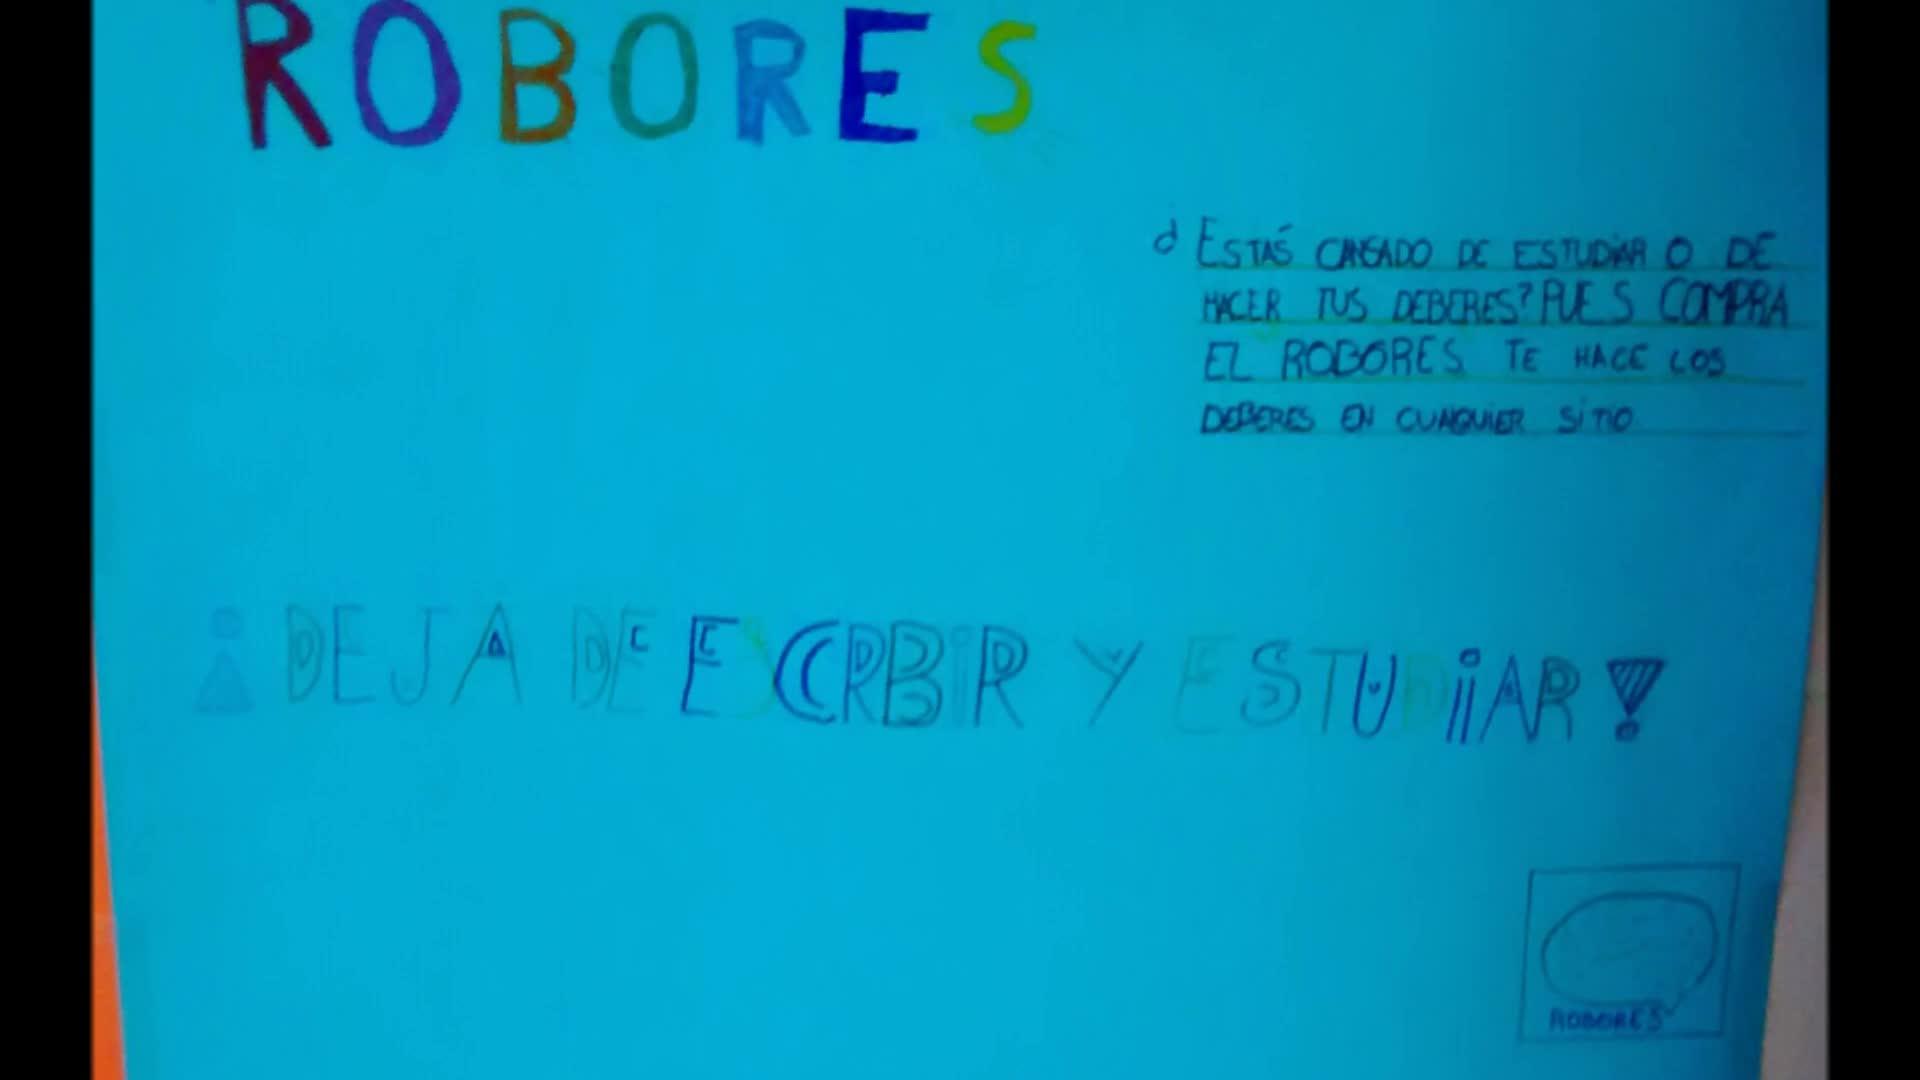 ROBORES
¿ESTÁS CANSADO DE ESTUDIAR O DE
HACER TUS DEBERES? PUES COMPRA
EL ROBORES. TE HACE LOS
DEBERES EN CUALQUIER SITIO
¡DEJA DE ESCRBIR Y ESTUDIAR!
ROBORES